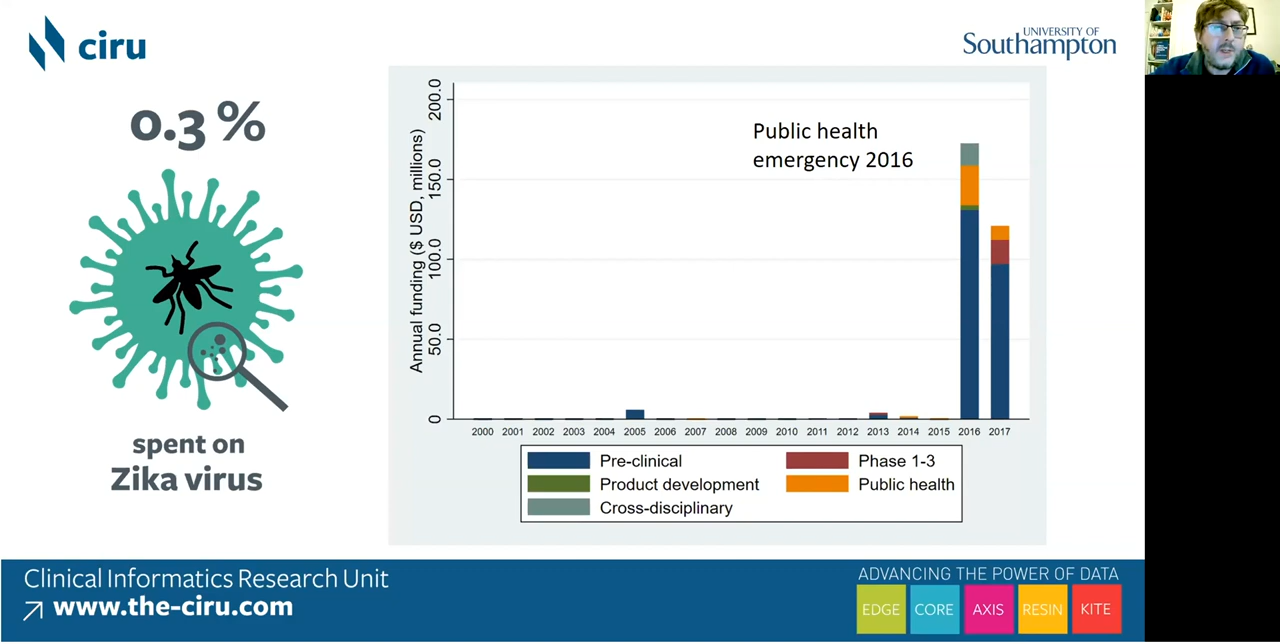 ciru
UNIVERSITY OF
Southampton
0.3 %
spent on
Zika virus
Annual funding ($ USD, millions)
200.0
150.0
100.0
50.0
0
Public health
emergency 2016
2000 2001 2002 2003 2004 2005 2006 2007 2008 2009 2010 2011 2012 2013 2014 2015 2016 2017
Pre-clinical Phase 1-3
Product development Public health
Cross-disciplinary
Clinical Informatics Research Unit
www.the-ciru.com
ADVANCING THE POWER OF DATA
EDGE CORE AXIS RESIN KITE